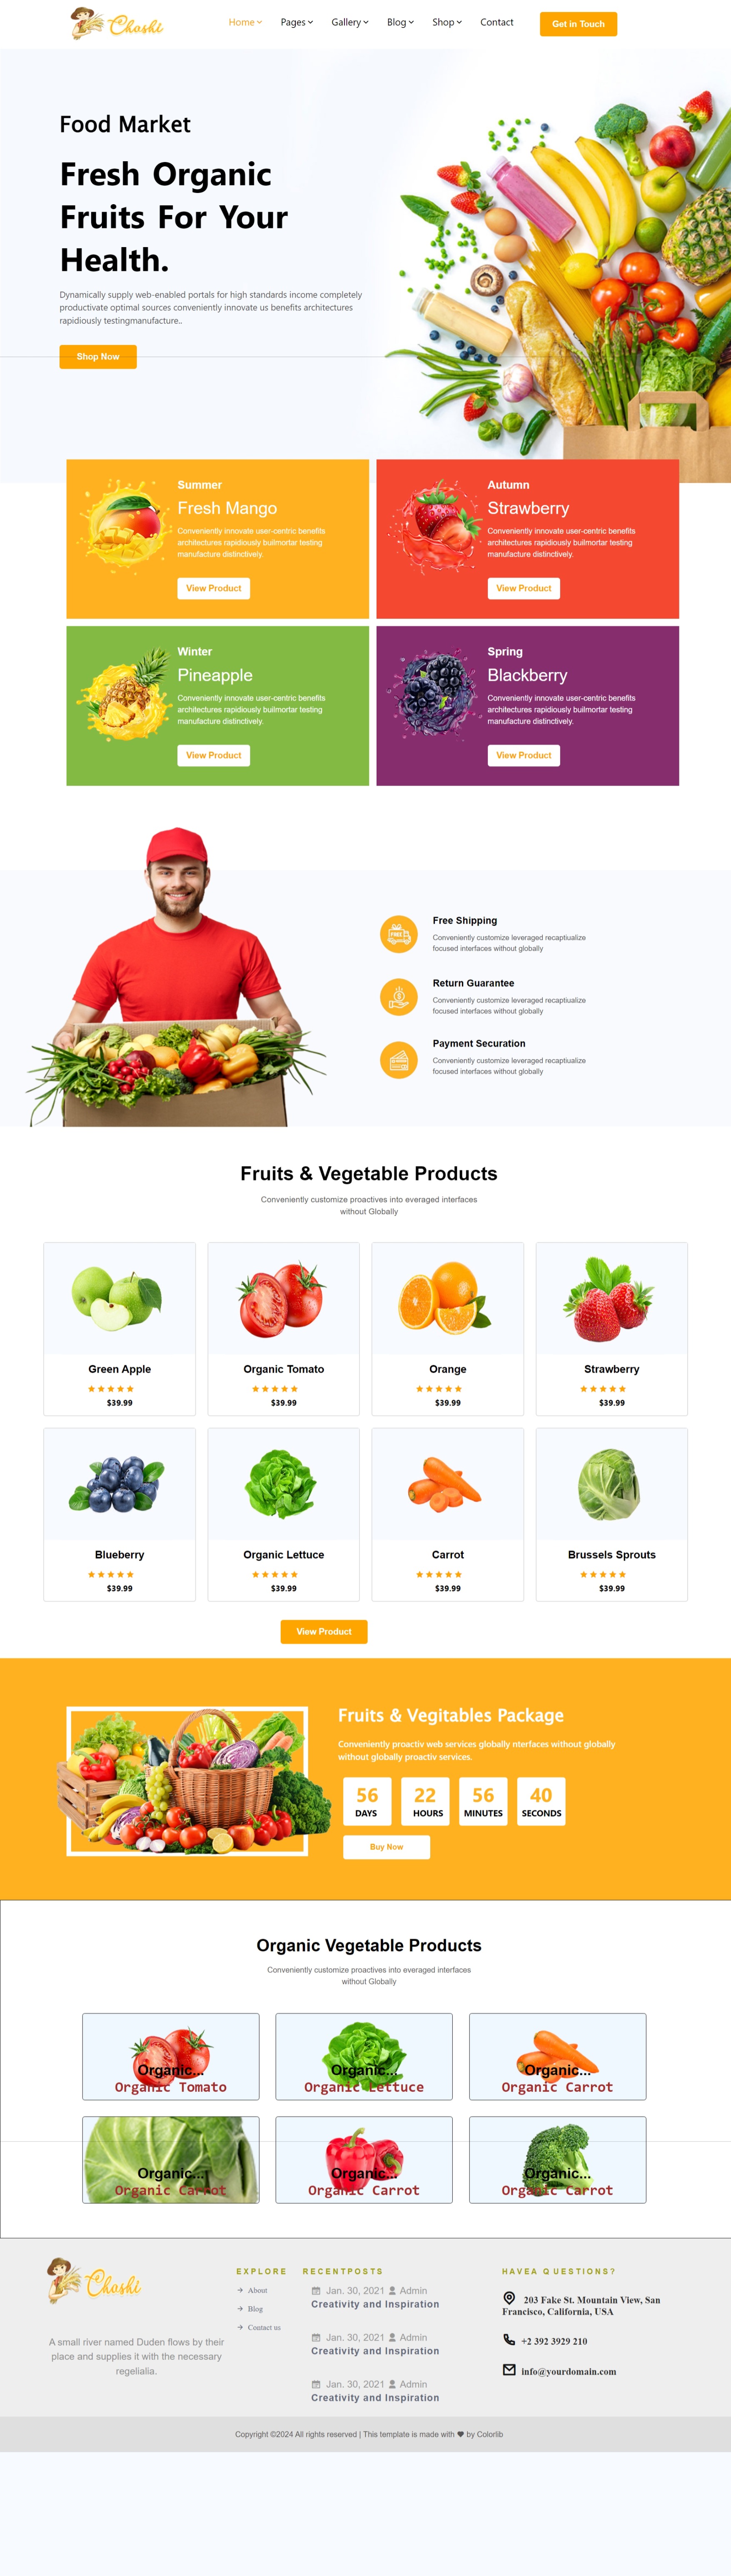 Chashi
Home Pages Gallery Blog Shop Contact Get in Touch
Food Market
Fresh Organic
Fruits For Your
Health.
Dynamically supply web-enabled portals for high standards income completely
productivate optimal sources conveniently innovate us benefits architectures
rapidiously testingmanufacture..
Shop Now
Summer
Fresh Mango
Conveniently innovate user-centric benefits
architectures rapidiously builmortar testing
manufacture distinctively.
View Product
Autumn
Strawberry
Conveniently innovate user-centric benefits
architectures rapidiously builmortar testing
manufacture distinctively.
View Product
Winter
Pineapple
Conveniently innovate user-centric benefits
architectures rapidiously builmortar testing
manufacture distinctively.
View Product
Spring
Blackberry
Conveniently innovate user-centric benefits
architectures rapidiously builmortar testing
manufacture distinctively.
View Product
FREE
Free Shipping
Conveniently customize leveraged recaptiualize
focused interfaces without globally
Return Guarantee
Conveniently customize leveraged recaptiualize
focused interfaces without globally
Payment Securation
Conveniently customize leveraged recaptiualize
focused interfaces without globally
Fruits & Vegetable Products
Conveniently customize proactives into everaged interfaces
without Globally
Green Apple
$39.99
Organic Tomato
$39.99
Orange
$39.99
Strawberry
$39.99
Blueberry
$39.99
Organic Lettuce
$39.99
Carrot
$39.99
Brussels Sprouts
$39.99
View Product
Fruits & Vegitables Package
Conveniently proactiv web services globally nterfaces without globally
without globally proactiv services.
56 22 56 40
DAYS HOURS MINUTES SECONDS
Buy Now
Organic Vegetable Products
Conveniently customize proactives into everaged interfaces
without Globally
Organic...
Organic Tomato
Organic...
Organic Lettuce
Organic...
Organic Carrot
Organic...
Organic Carrot
Organic...
Organic Carrot
Organic...
Organic Carrot
Chashi
A small river named Duden flows by their
place and supplies it with the necessary
regelialia.
EXPLORE
About
Blog
Contact us
RECENTPOSTS
Jan. 30, 2021 Admin
Creativity and Inspiration
Jan. 30, 2021 Admin
Creativity and Inspiration
Jan. 30, 2021 Admin
Creativity and Inspiration
HAVEA QUESTIONS?
203 Fake St. Mountain View, San
Francisco, California, USA
+2 392 3929 210
info@yourdomain.com
Copyright ©2024 All rights reserved | This template is made with ♥ by Colorlib